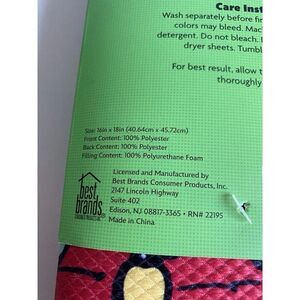 Care Inst
Wash separately before fir
colors may bleed. Mac
detergent. Do not bleach.
dryer sheets. Tumbl
For best result, allow t
thoroughly
Size: 16in x 18in (40.64cm x 45.72cm)
Front Content: 100% Polyester
Back Content: 100% Polyester
Filling Content: 100% Polyurethane Foam
Licensed and Manufactured by
Best Brands Consumer Products, Inc.
2147 Lincoln Highway
Suite 402
Edison, NJ 08817-3365 • RN# 22195
Made in China
best
brands